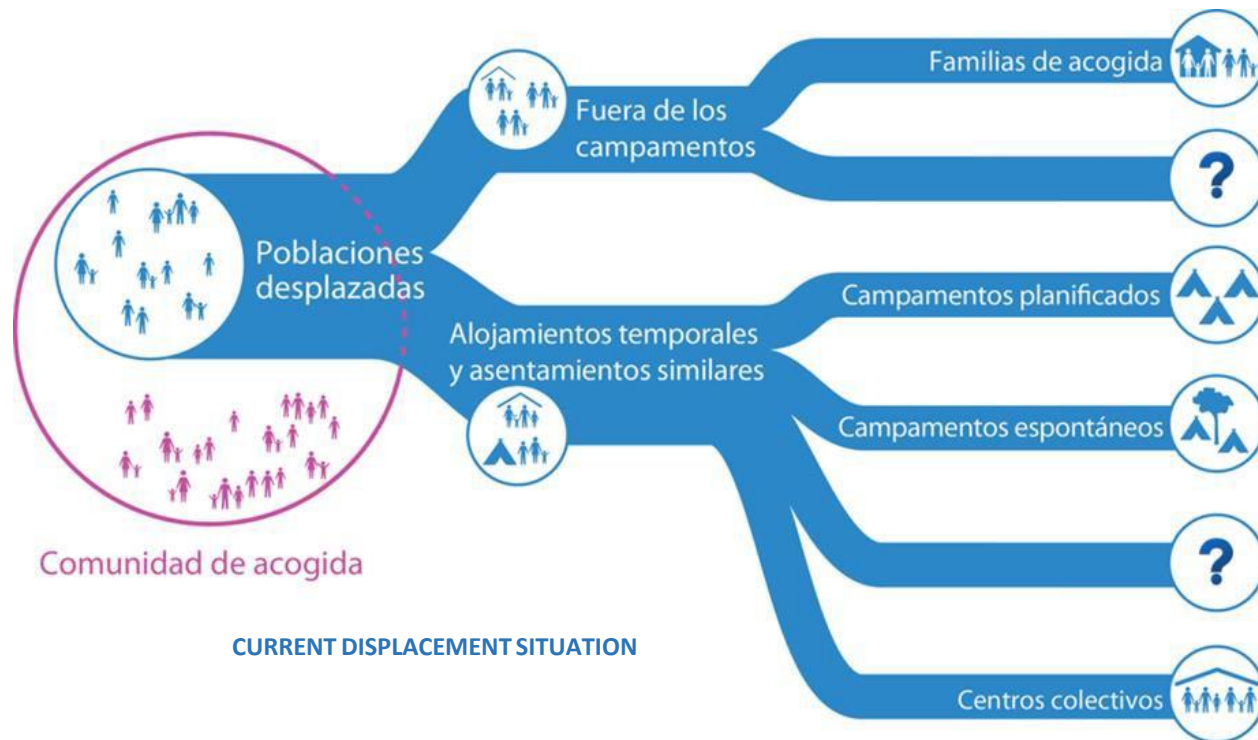 Familias de acogida
Fuera de los
campamentos
?
Poblaciones
desplazadas
Campamentos planificados
Alojamientos temporales
y asentamientos similares
Campamentos espontáneos
Comunidad de acogida
?
CURRENT DISPLACEMENT SITUATION
Centros colectivos